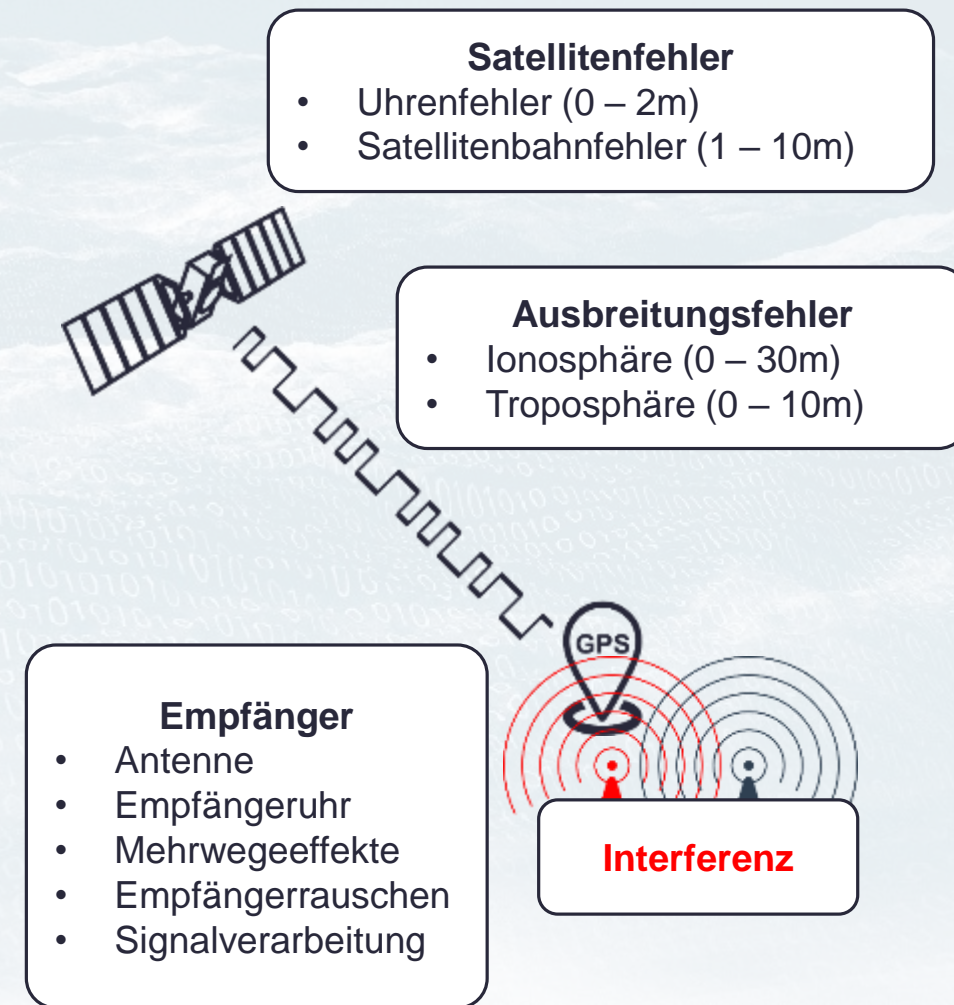 Satellitenfehler
• Uhrenfehler (0 – 2m)
• Satellitenbahnfehler (1 – 10m)
Ausbreitungsfehler
• Ionosphäre (0 – 30m)
• Troposphäre (0 – 10m)
GPS
Empfänger
• Antenne
• Empfängeruhr
• Mehrwegeeffekte
• Empfängerrauschen
• Signalverarbeitung
Interferenz